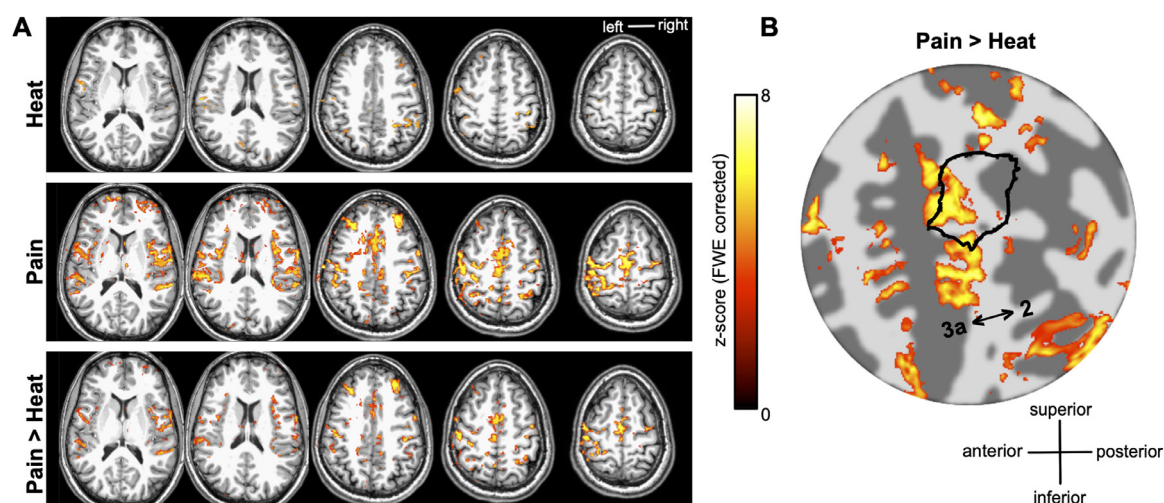 A
left — right
Heat
Pain
Pain > Heat
8
z-score (FWE corrected)
0
B
Pain > Heat
3a ↔ 2
superior
anterior
posterior
inferior